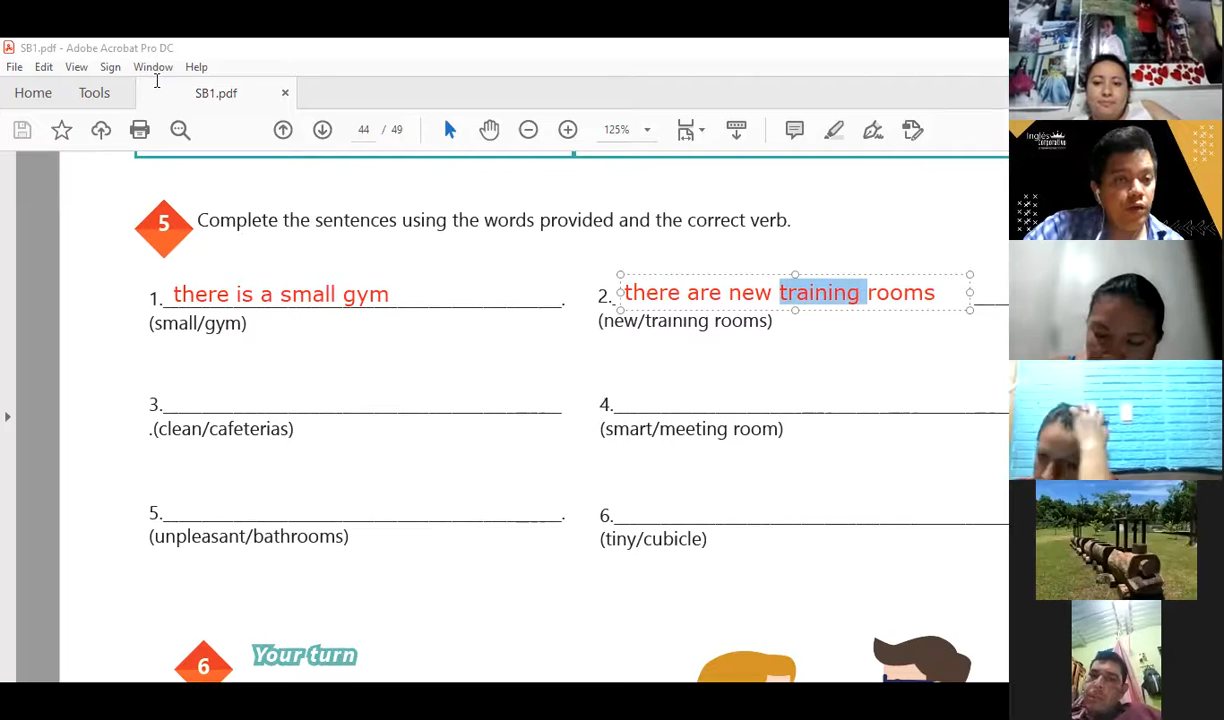 SB1.pdf - Adobe Acrobat Pro DC
File Edit View Sign Window Help
Home Tools SB1.pdf ×
44 / 49 125%
5 Complete the sentences using the words provided and the correct verb.
1. there is a small gym.
(small/gym)
2. there are new training rooms
(new/training rooms)
3.
.(clean/cafeterias)
4.
(smart/meeting room)
5. .
(unpleasant/bathrooms)
6.
(tiny/cubicle)
6 Your turn
Inglés
Corporativo